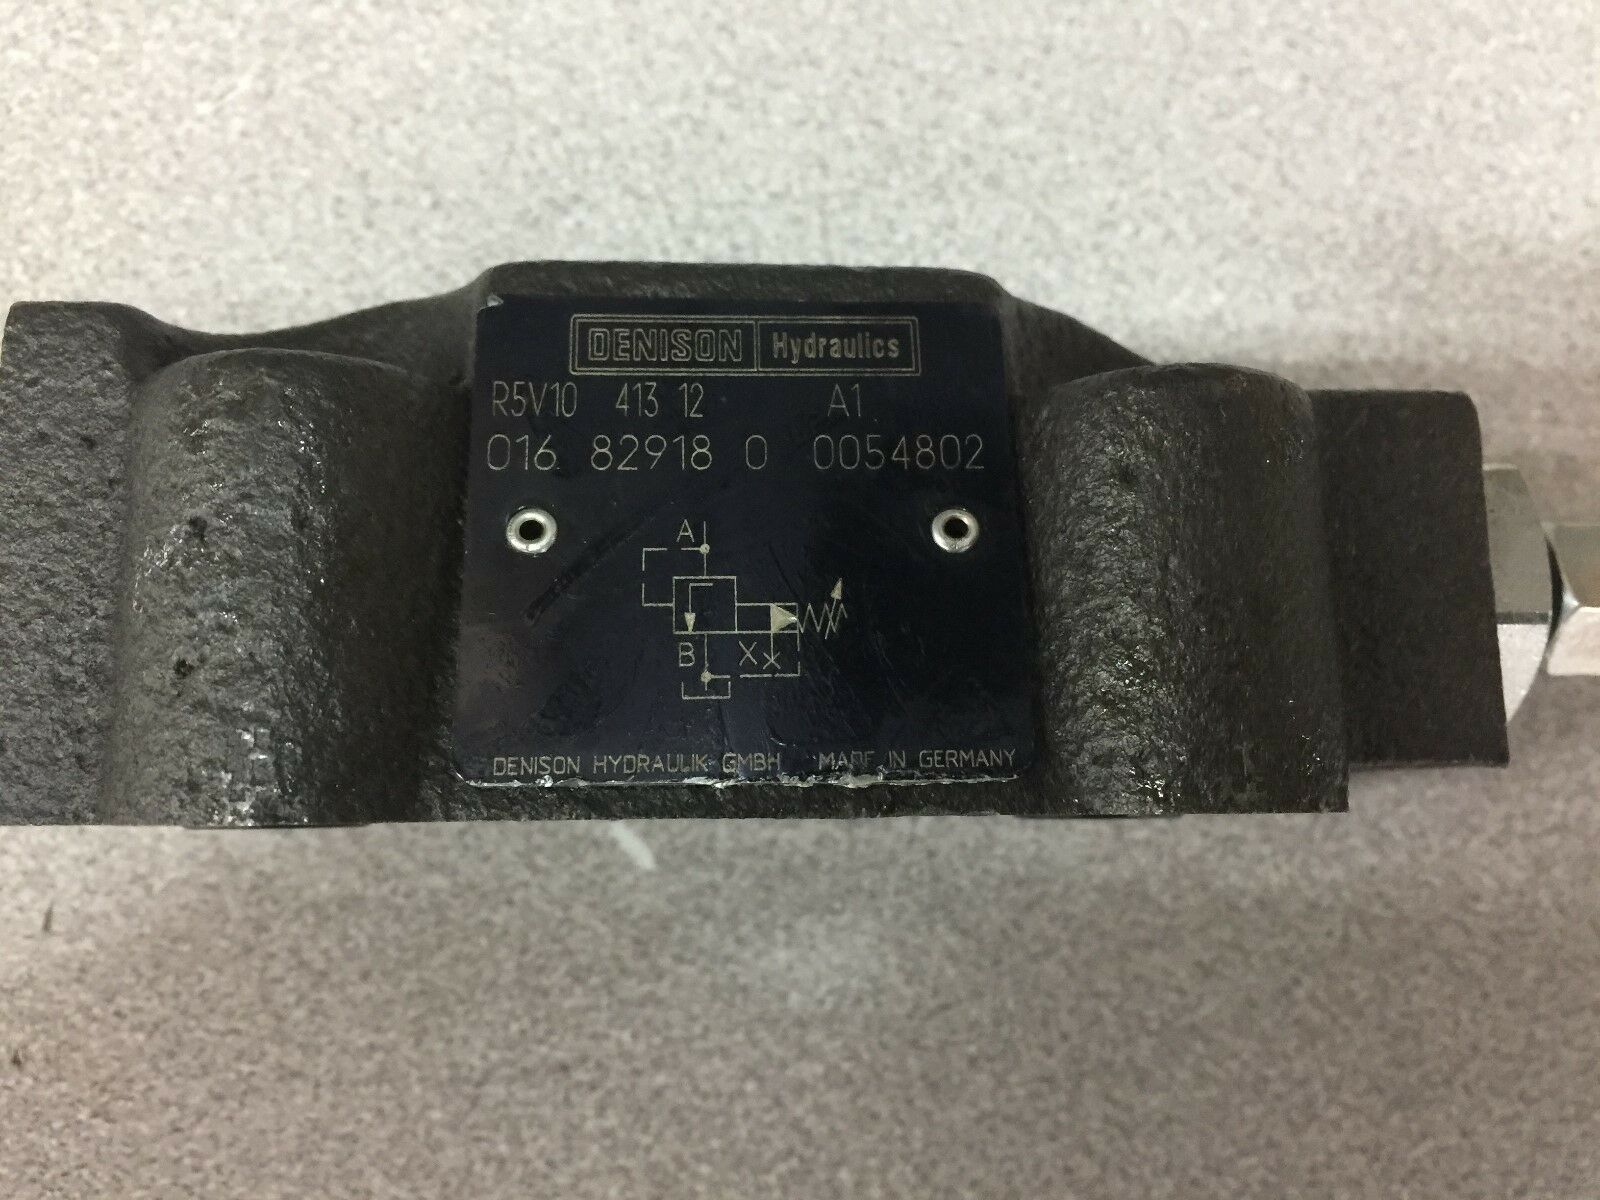 DENISON Hydraulics
R5V10 413 12 A1
016 82918 0 0054802
A
B X X
DENISON HYDRAULIK GMBH MADE IN GERMANY